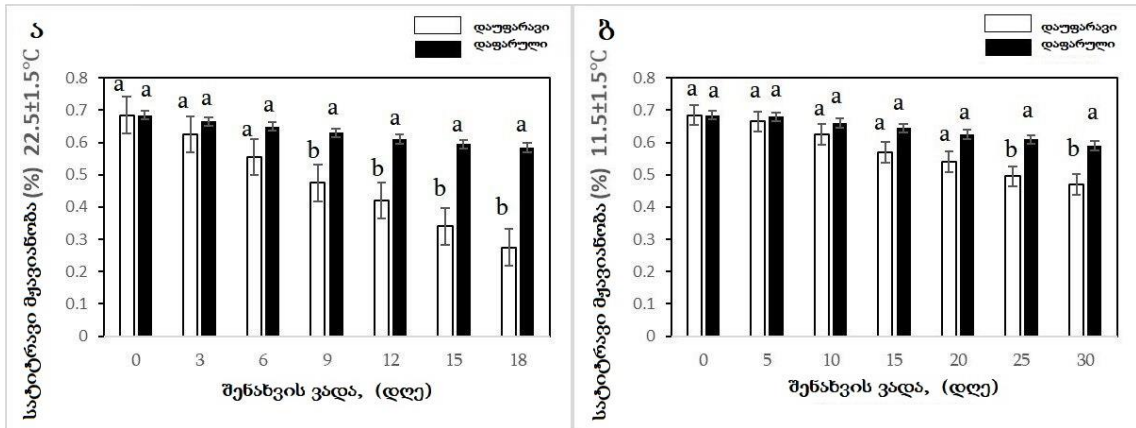 ა
დაუფარავი
დაფარული
სატიტრავი მჟავიანობა (%) 22.5±1.5°C
0.8
0.7
0.6
0.5
0.4
0.3
0.2
0.1
0
a a a a a a b a b a b a b a
0 3 6 9 12 15 18
შენახვის ვადა, (დღე)
ბ
დაუფარავი
დაფარული
სატიტრავი მჟავიანობა (%) 11.5±1.5°C
0.8
0.7
0.6
0.5
0.4
0.3
0.2
0.1
0
a a a a a a a a a a b a b a
0 5 10 15 20 25 30
შენახვის ვადა, (დღე)